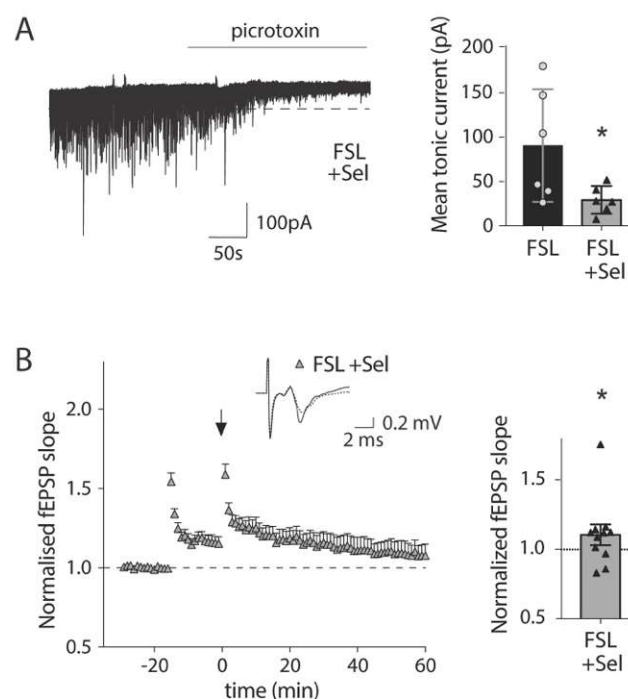 A
picrotoxin
FSL
+Sel
100pA
50s
Mean tonic current (pA)
200
150
100
50
0
*
FSL
FSL
+Sel
B
Normalised fEPSP slope
2.0
1.5
1.0
0.5
FSL +Sel
0.2 mV
2 ms
-20
0
20
40
60
time (min)
Normalized fEPSP slope
*
1.5
1.0
0.5
FSL
+Sel